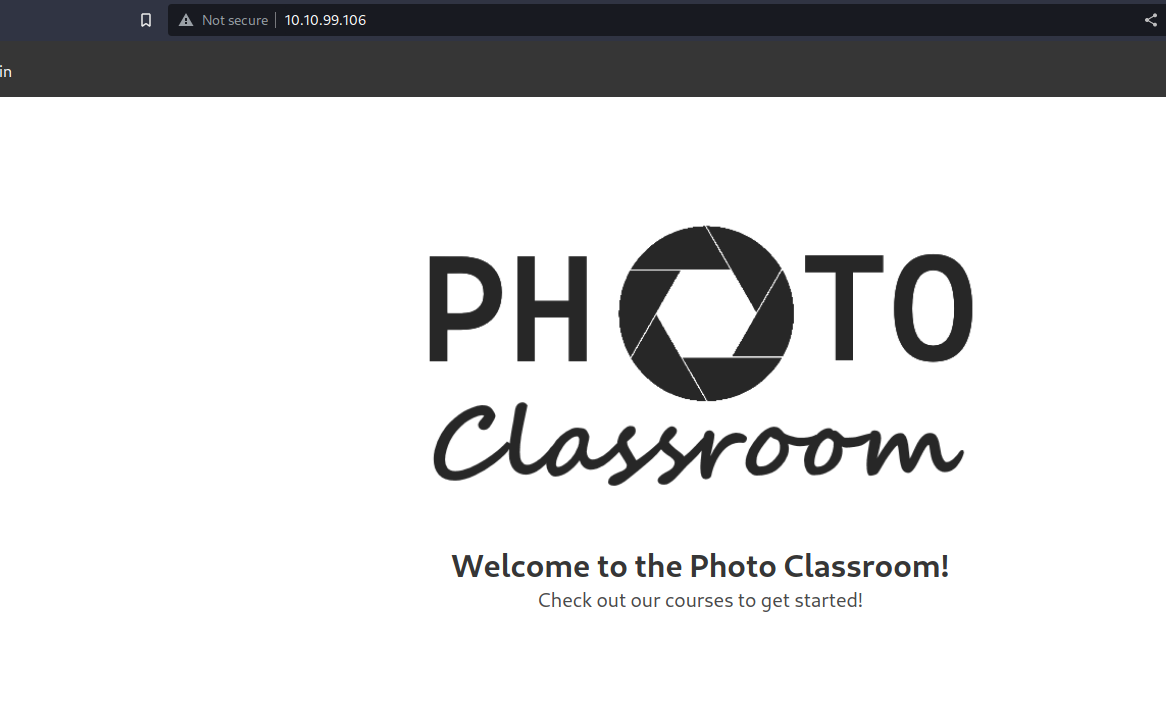 Not secure 10.10.99.106
in
PHOTO
Classroom
Welcome to the Photo Classroom!
Check out our courses to get started!